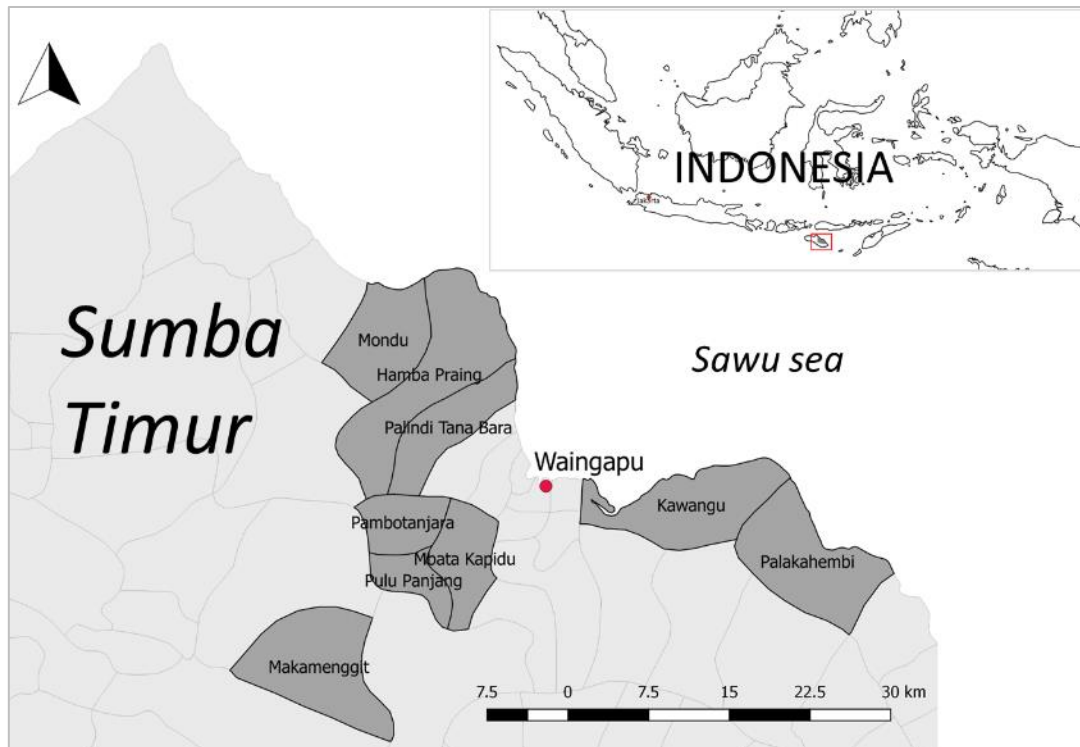 INDONESIA
Jakarta
Sumba
Timur
Mondu
Sawu sea
Hamba Praing
Palindi Tana Bara
Waingapu
Kawangu
Pambotanjara
Mbata Kapidu
Palakahembi
Pulu Panjang
Makamenggit
7.5 0 7.5 15 22.5 30 km